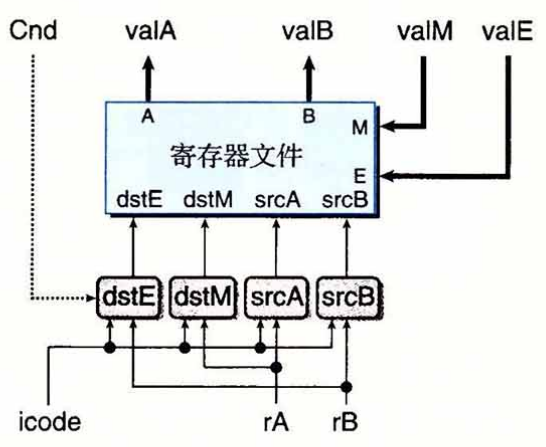 Cnd valA valB valM valE
A B M
寄存器文件
E
dstE dstM srcA srcB
dstE dstM srcA srcB
icode rA rB